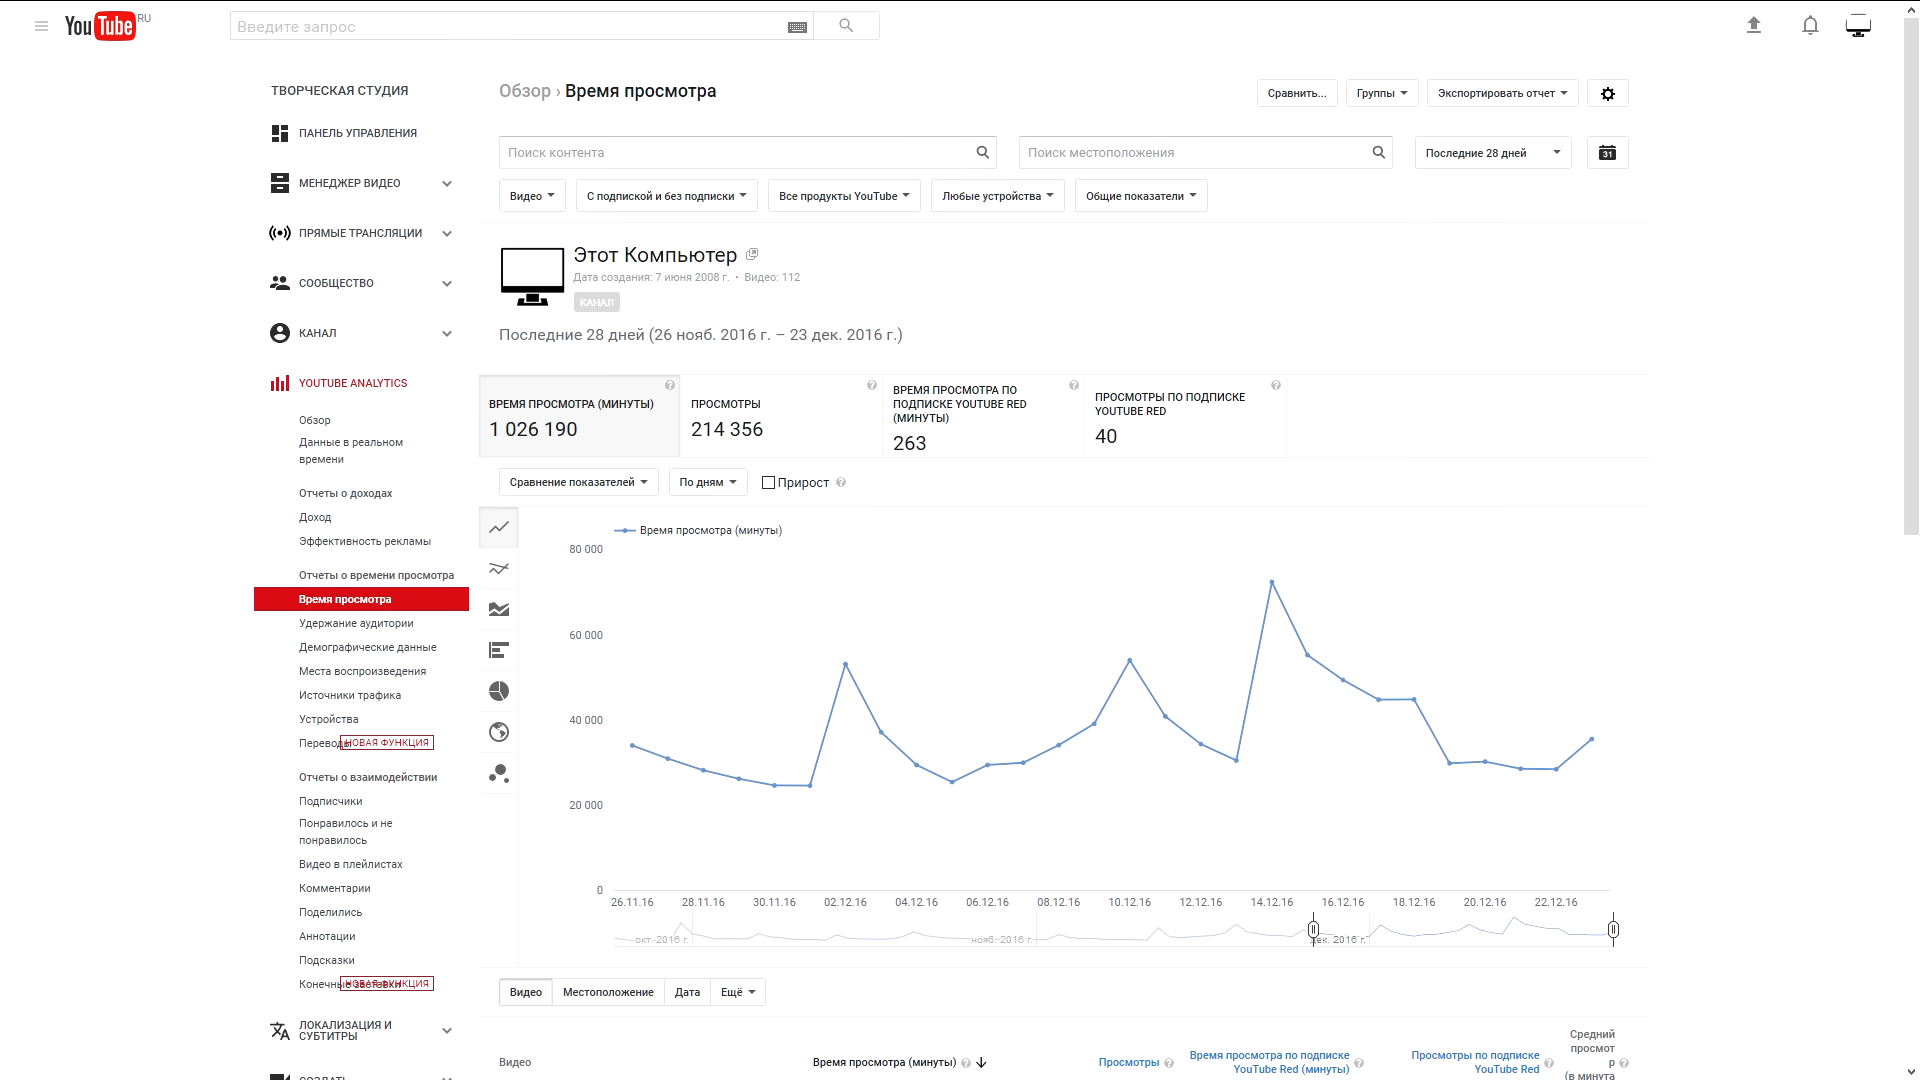 YouTube RU
Введите запрос
ТВОРЧЕСКАЯ СТУДИЯ
ПАНЕЛЬ УПРАВЛЕНИЯ
МЕНЕДЖЕР ВИДЕО
ПРЯМЫЕ ТРАНСЛЯЦИИ
СООБЩЕСТВО
КАНАЛ
YOUTUBE ANALYTICS
Обзор
Данные в реальном
времени
Отчеты о доходах
Доход
Эффективность рекламы
Отчеты о времени просмотра
Время просмотра
Удержание аудитории
Демографические данные
Места воспроизведения
Источники трафика
Устройства
Переводы НОВАЯ ФУНКЦИЯ
Отчеты о взаимодействии
Подписчики
Понравилось и не
понравилось
Видео в плейлистах
Комментарии
Поделились
Аннотации
Подсказки
Конечные заставки НОВАЯ ФУНКЦИЯ
ЛОКАЛИЗАЦИЯ И
СУБТИТРЫ
Обзор › Время просмотра
Сравнить... Группы Экспортировать отчет
Поиск контента Поиск местоположения Последние 28 дней 31
Видео С подпиской и без подписки Все продукты YouTube Любые устройства Общие показатели
Этот Компьютер
Дата создания: 7 июня 2008 г. • Видео: 112
КАНАЛ
Последние 28 дней (26 нояб. 2016 г. – 23 дек. 2016 г.)
ВРЕМЯ ПРОСМОТРА (МИНУТЫ)
1 026 190
ПРОСМОТРЫ
214 356
ВРЕМЯ ПРОСМОТРА ПО
ПОДПИСКЕ YOUTUBE RED
(МИНУТЫ)
263
ПРОСМОТРЫ ПО ПОДПИСКЕ
YOUTUBE RED
40
Сравнение показателей По дням Прирост
Время просмотра (минуты)
80 000
60 000
40 000
20 000
0
26.11.16 28.11.16 30.11.16 02.12.16 04.12.16 06.12.16 08.12.16 10.12.16 12.12.16 14.12.16 16.12.16 18.12.16 20.12.16 22.12.16
окт. 2016 г. нояб. 2016 г. дек. 2016 г.
Видео Местоположение Дата Ещё
Видео
Время просмотра (минуты)
Просмотры
Время просмотра по подписке
YouTube Red (минуты)
Просмотры по подписке
YouTube Red
Средний
просмот
р
(в минута